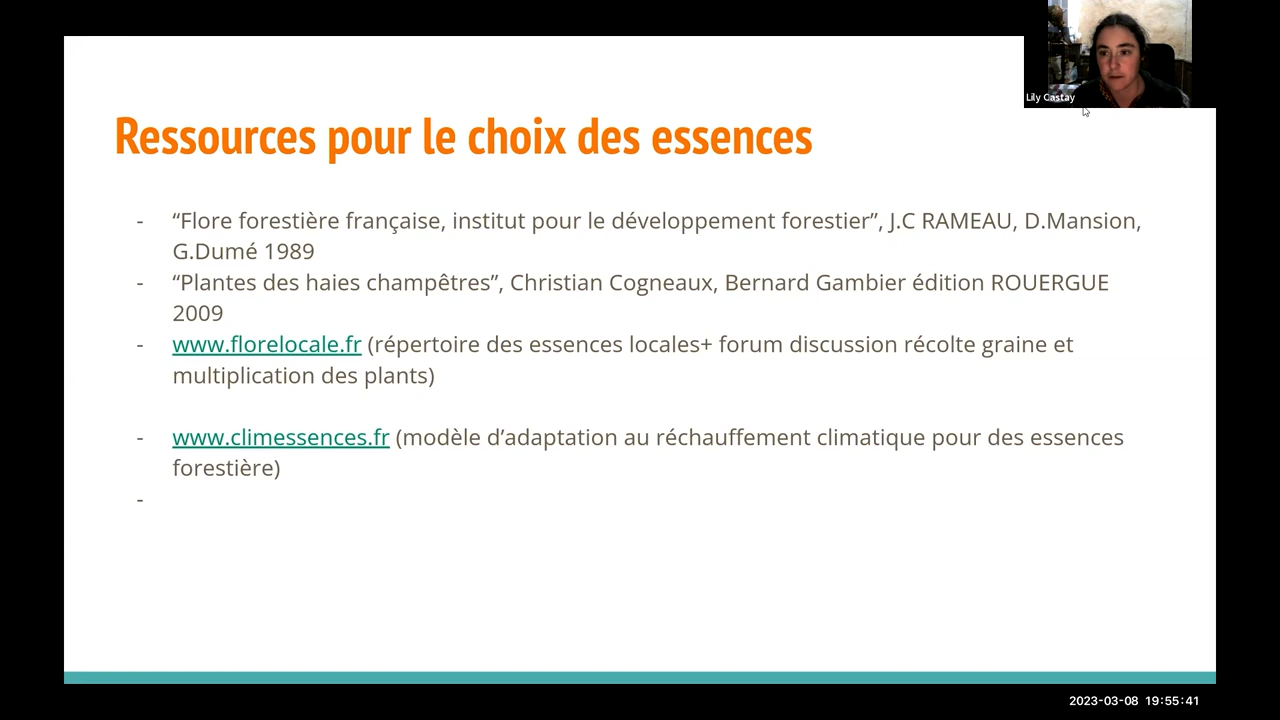 Lily Castay
Ressources pour le choix des essences
- “Flore forestière française, institut pour le développement forestier”, J.C RAMEAU, D.Mansion,
G.Dumé 1989
- “Plantes des haies champêtres”, Christian Cogneaux, Bernard Gambier édition ROUERGUE
2009
- www.florelocale.fr (répertoire des essences locales+ forum discussion récolte graine et
multiplication des plants)
- www.climessences.fr (modèle d’adaptation au réchauffement climatique pour des essences
forestière)
-
2023-03-08 19:55:41